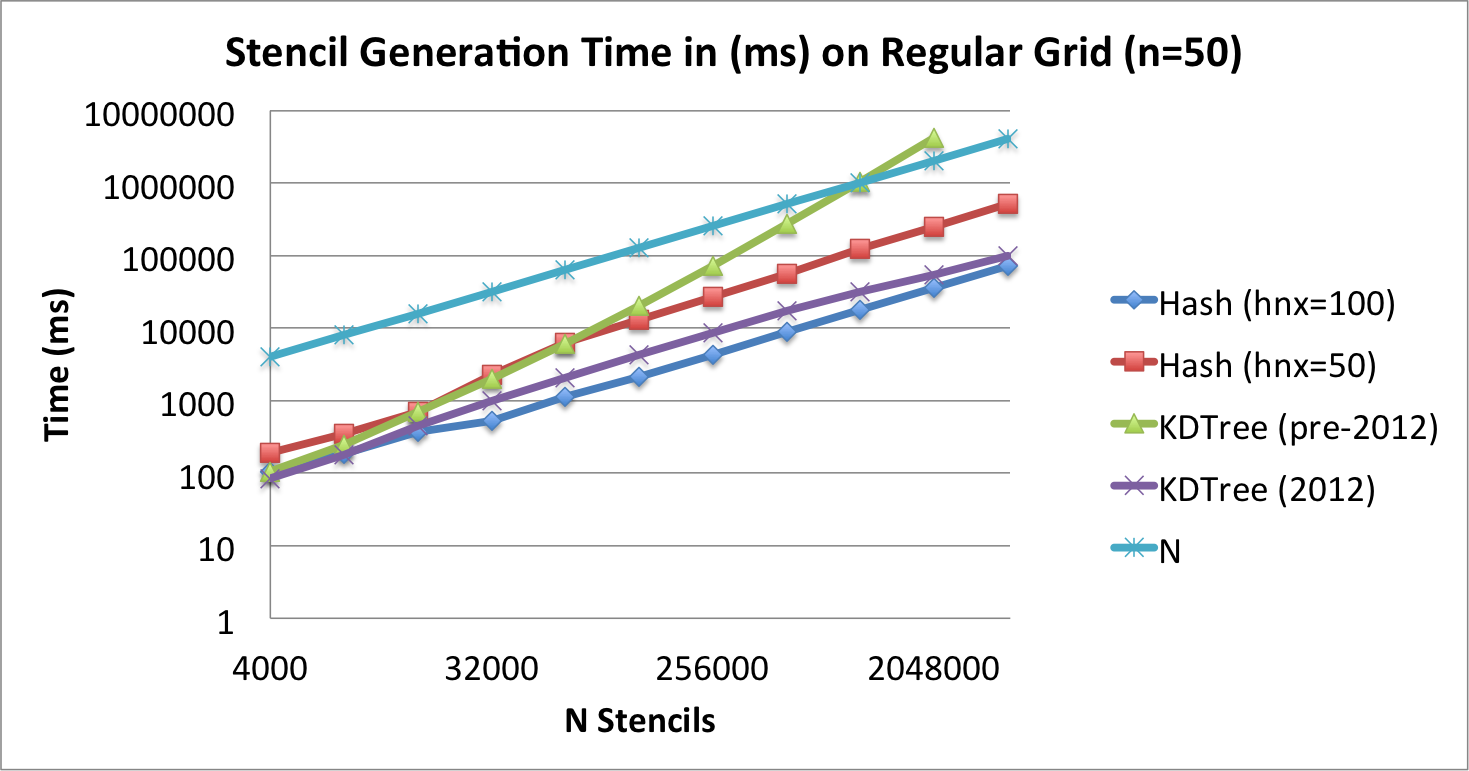 Stencil Generation Time in (ms) on Regular Grid (n=50)
10000000
1000000
100000
10000
1000
100
10
1
Time (ms)
4000
32000
256000
2048000
N Stencils
Hash (hnx=100)
Hash (hnx=50)
KDTree (pre-2012)
KDTree (2012)
N